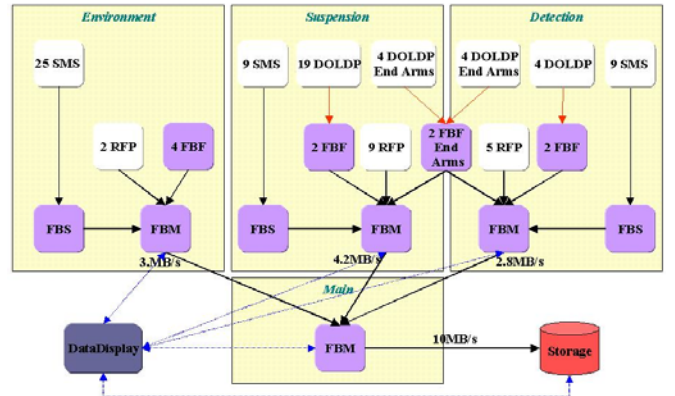 Environment
Suspension
Detection
25 SMS
9 SMS
19 DOLDP
4 DOLDP
End Arms
4 DOLDP
End Arms
4 DOLDP
9 SMS
2 RFP
4 FBF
2 FBF
9 RFP
2 FBF
End
Arms
5 RFP
2 FBF
FBS
FBM
FBS
FBM
FBM
FBS
3.MB/s
4.2MB/s
2.8MB/s
Main
DataDisplay
FBM
10MB/s
Storage